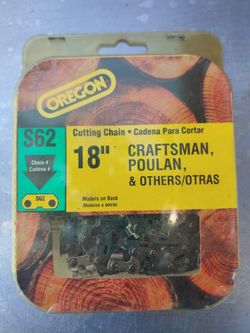 OREGON
S62
Chain #
Cadena #
S62
Cutting Chain • Cadena Para Cortar
18"
CRAFTSMAN,
POULAN,
& OTHERS/OTRAS
Models on Back
Modelos a detrás